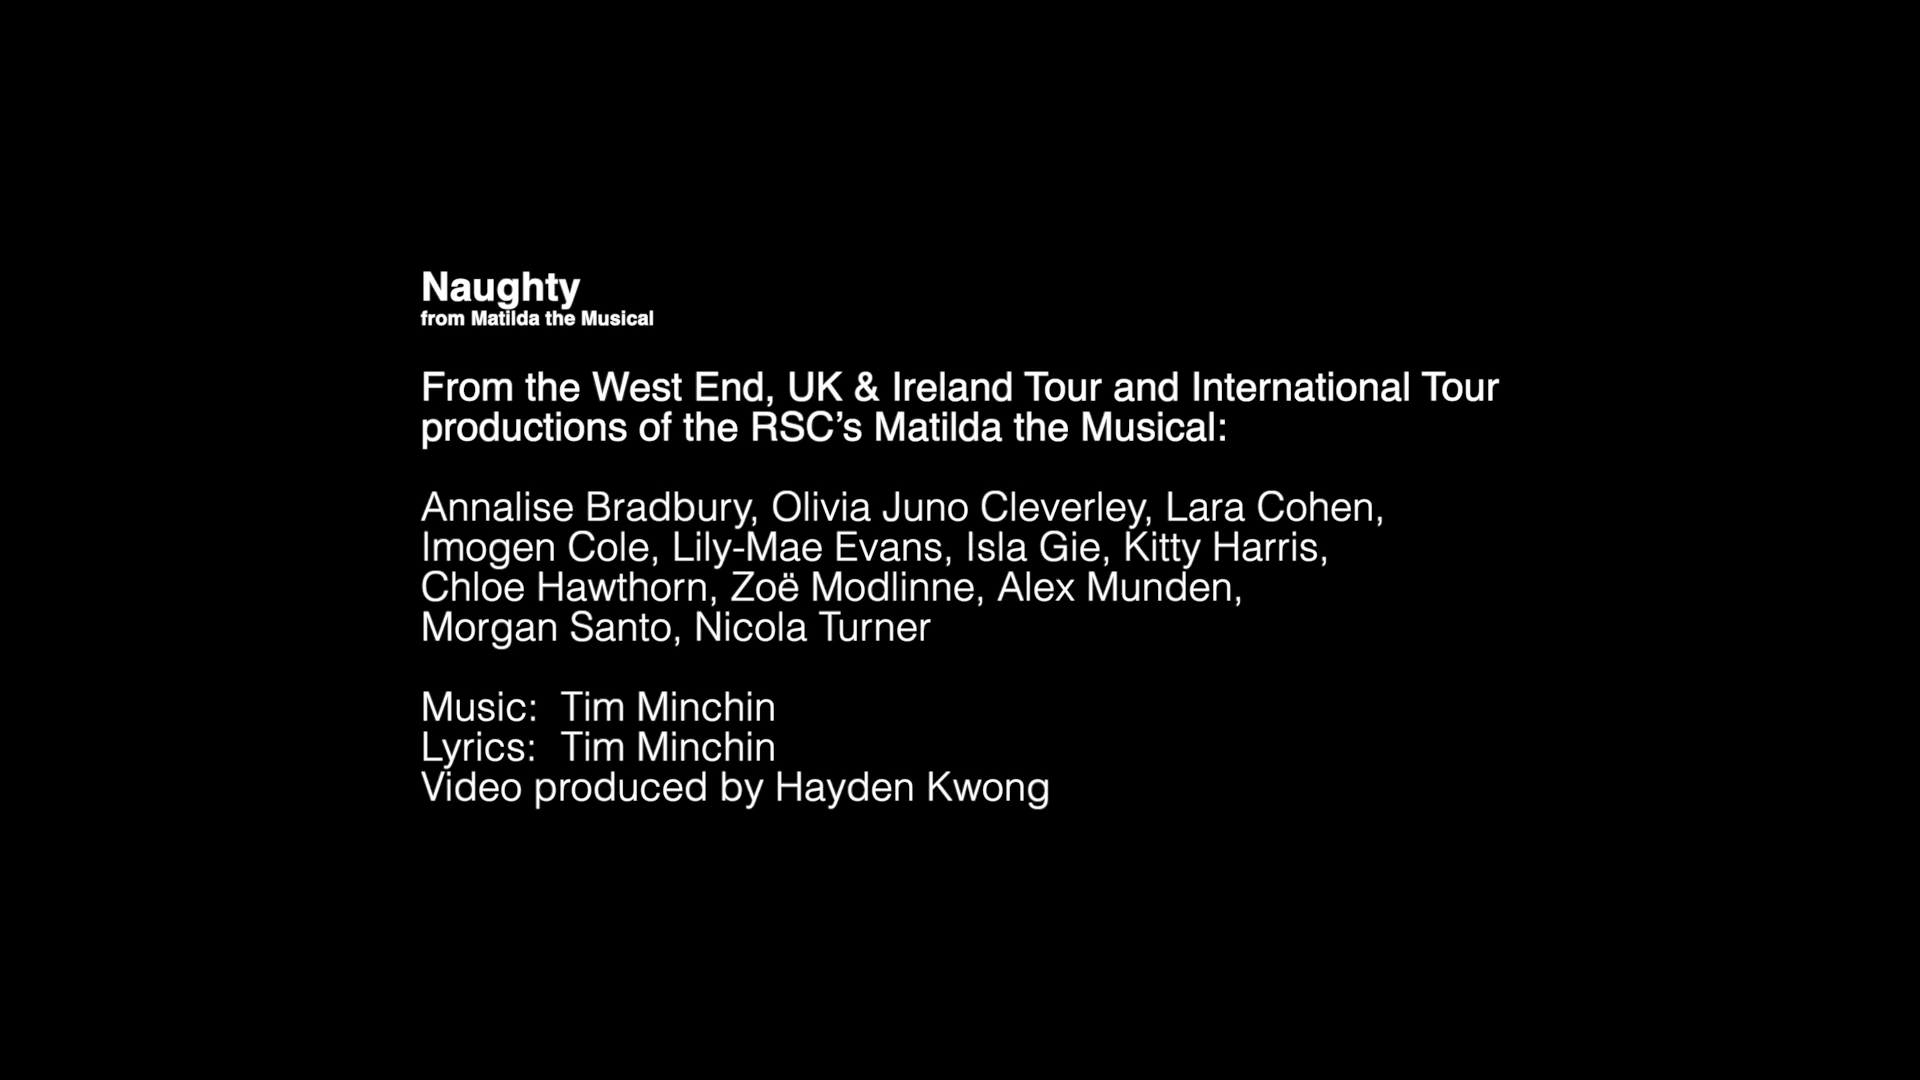 Naughty
from Matilda the Musical
From the West End, UK & Ireland Tour and International Tour
productions of the RSC’s Matilda the Musical:
Annalise Bradbury, Olivia Juno Cleverley, Lara Cohen,
Imogen Cole, Lily-Mae Evans, Isla Gie, Kitty Harris,
Chloe Hawthorn, Zoë Modlinne, Alex Munden,
Morgan Santo, Nicola Turner
Music: Tim Minchin
Lyrics: Tim Minchin
Video produced by Hayden Kwong